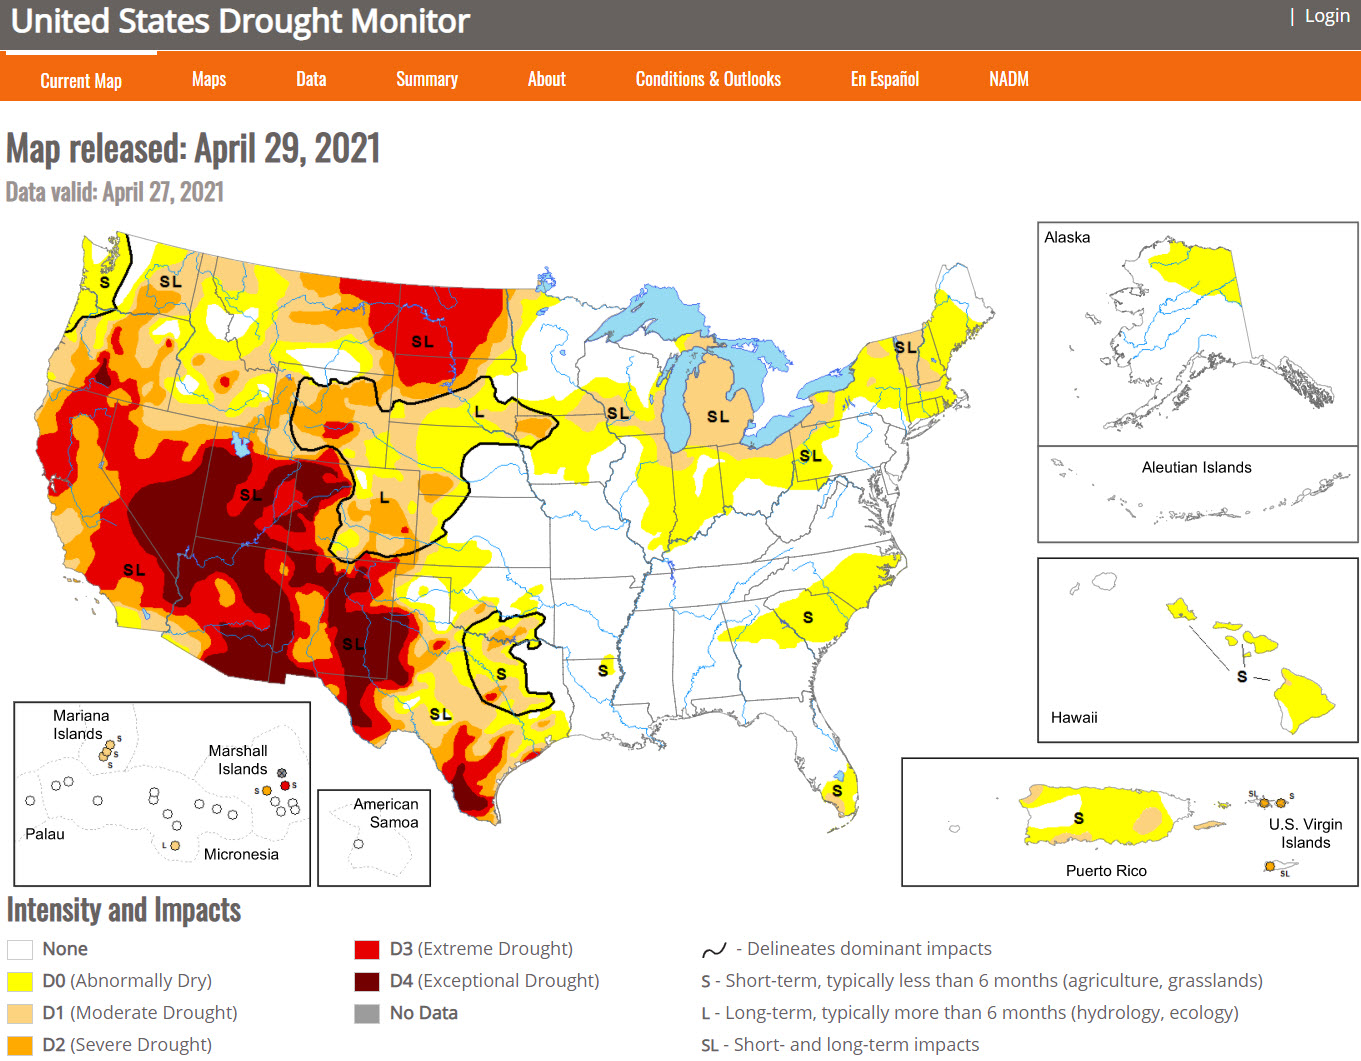 United States Drought Monitor
| Login
Current Map Maps Data Summary About Conditions & Outlooks En Español NADM
Map released: April 29, 2021
Data valid: April 27, 2021
S
SL
SL
L
SL
SL
SL
SL
SL
L
SL
SL
S
S
S
SL
S
Alaska
Aleutian Islands
Hawaii
S
Mariana
Islands
S
S
S
Marshall
Islands
S
S
Palau
L
Micronesia
American
Samoa
S
SL
S
U.S. Virgin
Islands
SL
Puerto Rico
Intensity and Impacts
None
D0 (Abnormally Dry)
D1 (Moderate Drought)
D2 (Severe Drought)
D3 (Extreme Drought)
D4 (Exceptional Drought)
No Data
- Delineates dominant impacts
S - Short-term, typically less than 6 months (agriculture, grasslands)
L - Long-term, typically more than 6 months (hydrology, ecology)
SL - Short- and long-term impacts